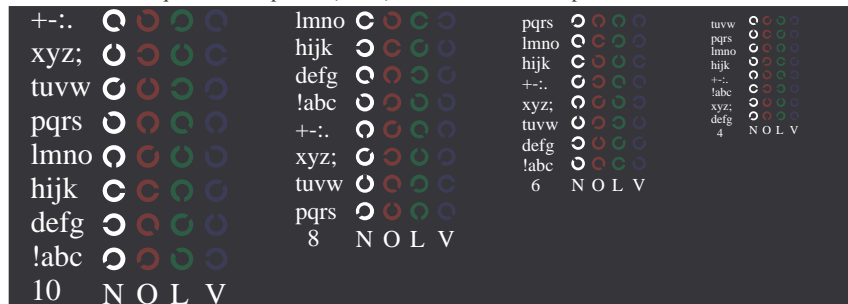 +-:.
xyz;
tuvw
pqrs
lmno
hijk
defg
!abc
10 N O L V
lmno
hijk
defg
!abc
+-:.
xyz;
tuvw
pqrs
8 N O L V
pqrs
lmno
hijk
+-:.
xyz;
tuvw
defg
!abc
6 N O L V
tuvw
pqrs
lmno
hijk
+-:.
!abc
xyz;
defg
4 N O L V